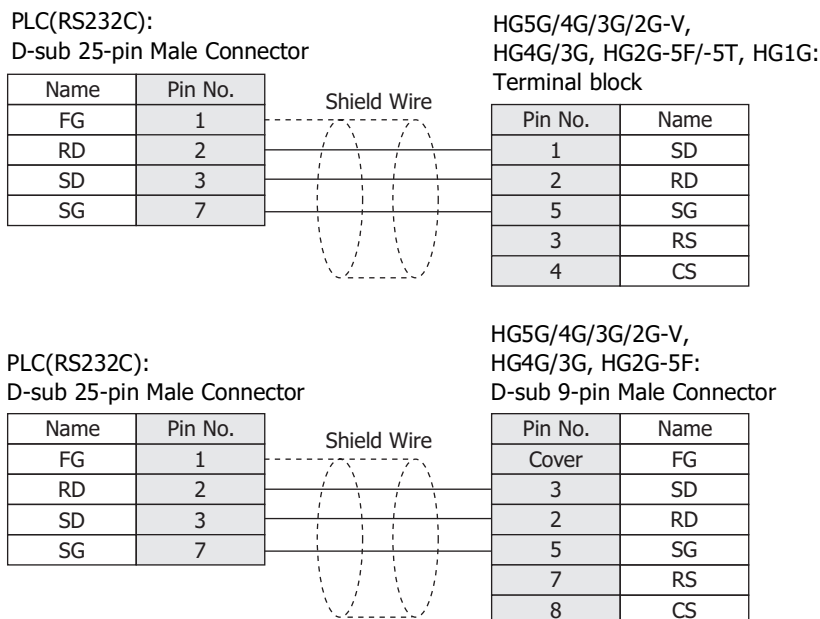 PLC(RS232C):
D-sub 25-pin Male Connector
HG5G/4G/3G/2G-V,
HG4G/3G, HG2G-5F/-5T, HG1G:
Terminal block
Name Pin No.
FG 1
RD 2
SD 3
SG 7
Shield Wire
Pin No. Name
1 SD
2 RD
5 SG
3 RS
4 CS
PLC(RS232C):
D-sub 25-pin Male Connector
HG5G/4G/3G/2G-V,
HG4G/3G, HG2G-5F:
D-sub 9-pin Male Connector
Name Pin No.
FG 1
RD 2
SD 3
SG 7
Shield Wire
Pin No. Name
Cover FG
3 SD
2 RD
5 SG
7 RS
8 CS